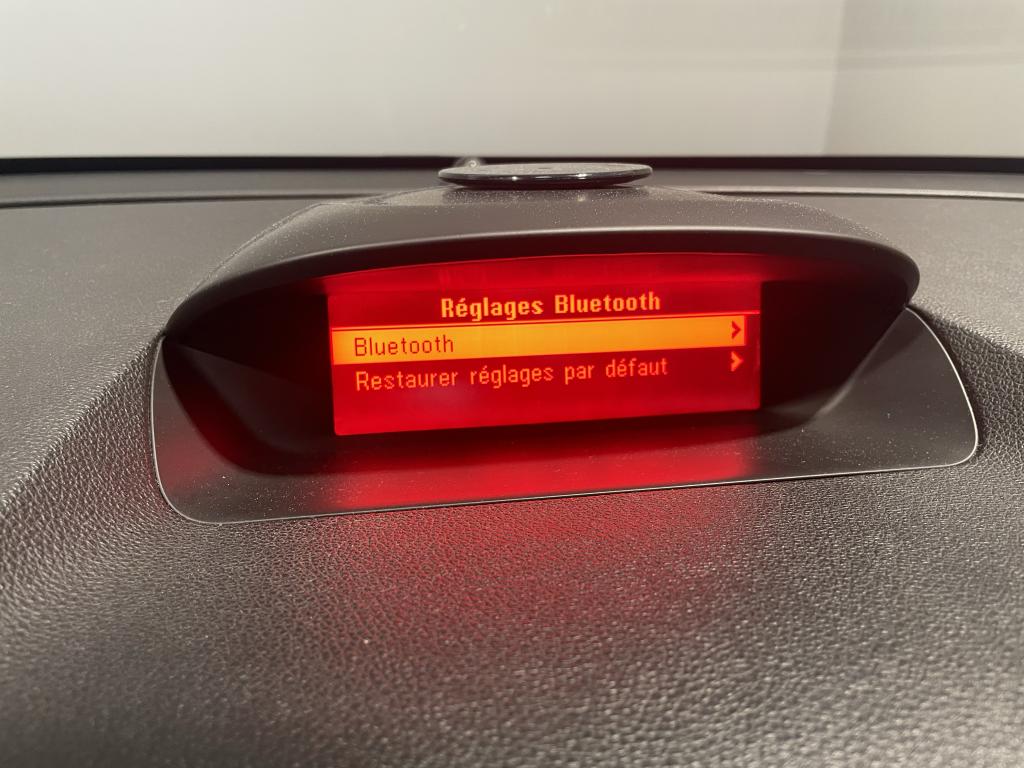 Réglages Bluetooth
Bluetooth
Restaurer réglages par défaut